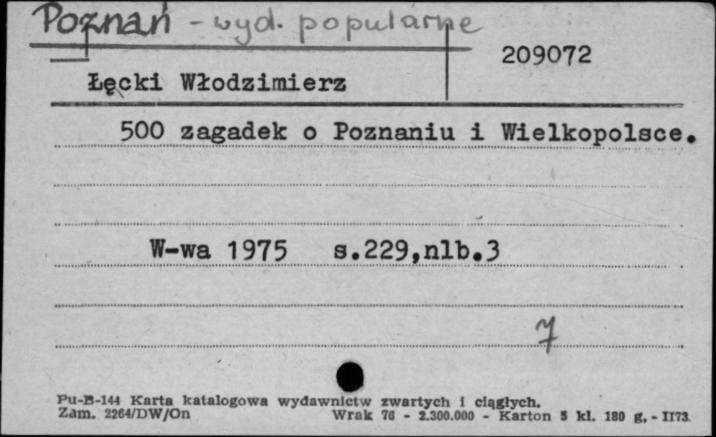 Poznań - wyd. popularne
209072
Łęcki Włodzimierz
500 zagadek o Poznaniu i Wielkopolsce.
W-wa 1975 s.229,nlb.3
7
Pu-B-144 Karta katalogowa wydawnictw zwartych i ciągłych.
Zam. 2264/DW/On Wrak 76 - 2.300.000 - Karton 5 kl. 180 g. - II73